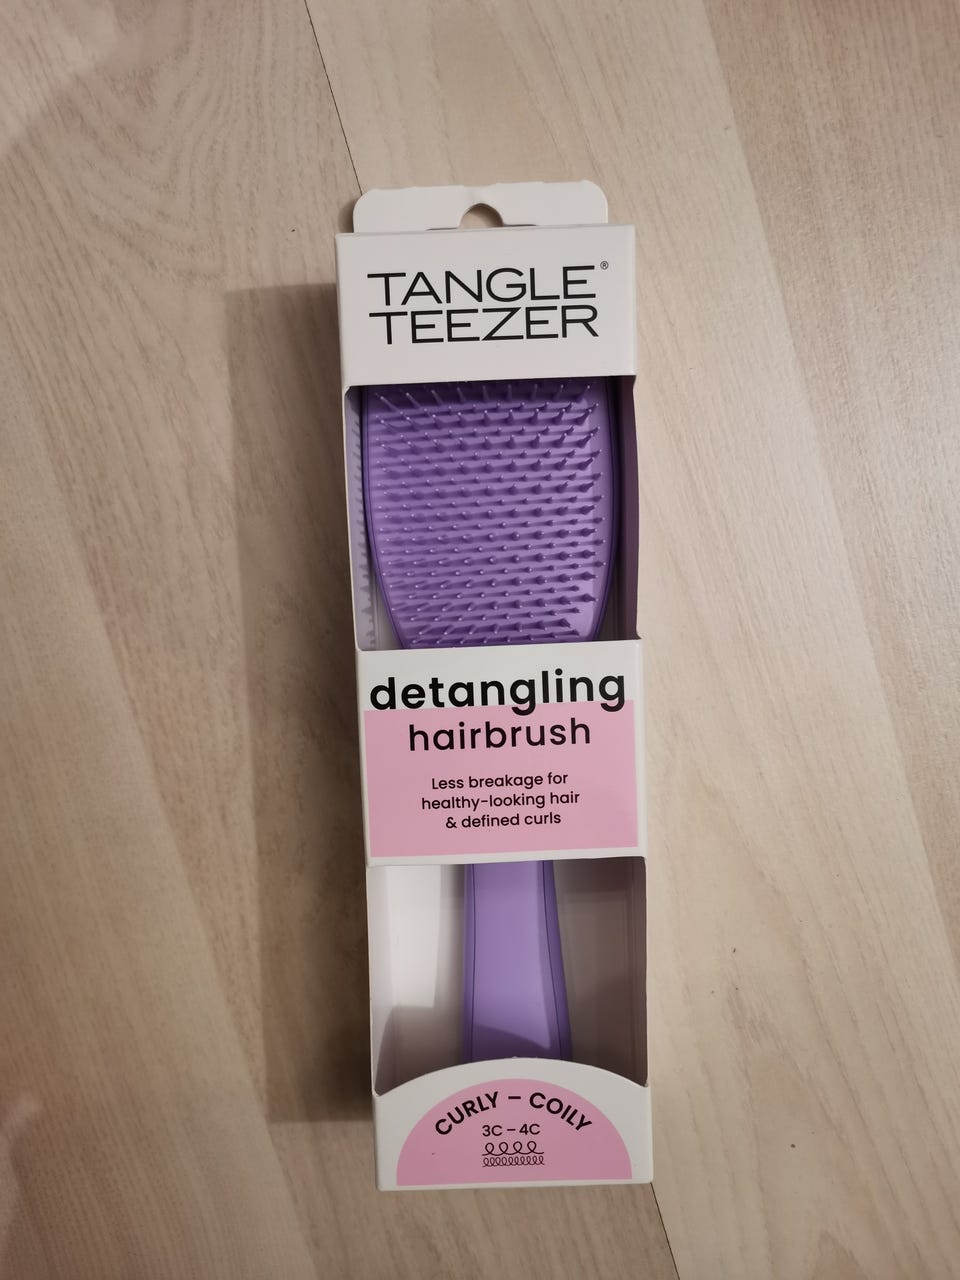 TANGLE
TEEZER®
detangling
hairbrush
Less breakage for
healthy-looking hair
& defined curls
CURLY – COILY
3C – 4C